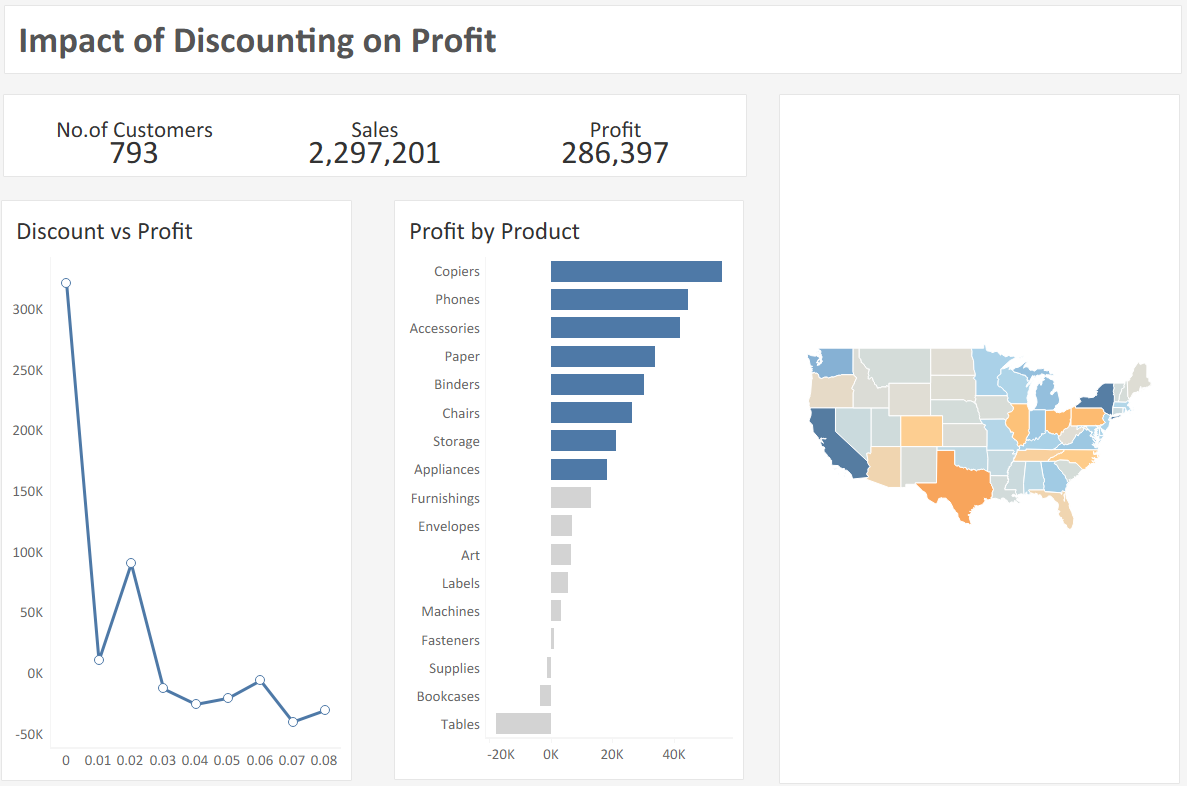 Impact of Discounting on Profit
No.of Customers
793
Sales
2,297,201
Profit
286,397
Discount vs Profit
300K
250K
200K
150K
100K
50K
0K
-50K
0 0.01 0.02 0.03 0.04 0.05 0.06 0.07 0.08
Profit by Product
Copiers
Phones
Accessories
Paper
Binders
Chairs
Storage
Appliances
Furnishings
Envelopes
Art
Labels
Machines
Fasteners
Supplies
Bookcases
Tables
-20K 0K 20K 40K